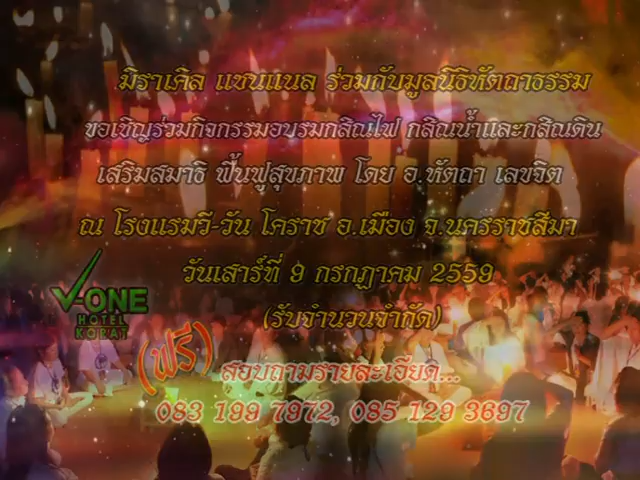 มิราเคิล แชนแนล ร่วมกับมูลนิธิหัตถาธรรม
ขอเชิญร่วมกิจกรรมอบรมกสิณไฟ กสิณน้ำและกสิณดิน
เสริมสมาธิ ฟื้นฟูสุขภาพ โดย อ.หัตถา เลขจิต
ณ โรงแรมวี-วัน โคราช อ.เมือง จ.นครราชสีมา
วันเสาร์ที่ 9 กรกฎาคม 2559
(รับจำนวนจำกัด)
V-ONE
HOTEL
KORAT
(ฟรี)
สอบถามรายละเอียด...
083 199 7972, 085 129 3697